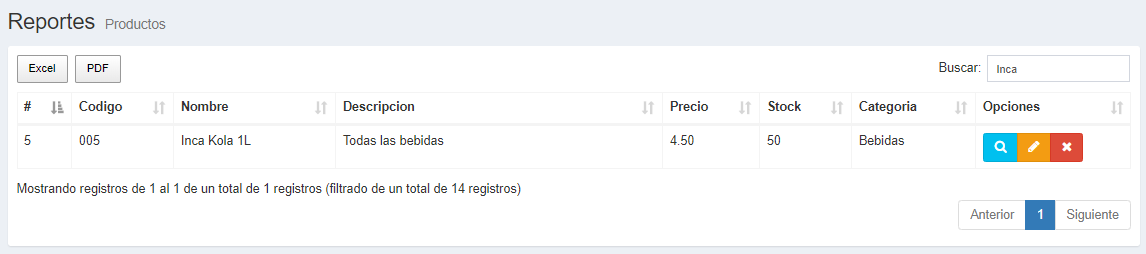 Reportes Productos
Excel PDF Buscar: Inca
# Codigo Nombre Descripcion Precio Stock Categoria Opciones
5 005 Inca Kola 1L Todas las bebidas 4.50 50 Bebidas
Mostrando registros de 1 al 1 de un total de 1 registros (filtrado de un total de 14 registros)
Anterior 1 Siguiente